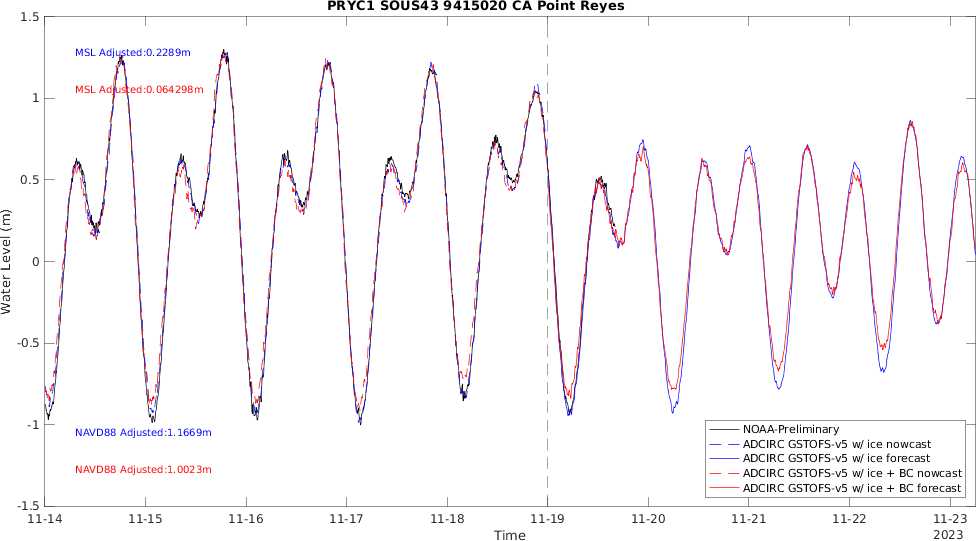 PRYC1 SOUS43 9415020 CA Point Reyes
1.5
1
0.5
0
-0.5
-1
-1.5
Water Level (m)
MSL Adjusted:0.2289m
MSL Adjusted:0.064298m
NAVD88 Adjusted:1.1669m
NAVD88 Adjusted:1.0023m
NOAA-Preliminary
ADCIRC GSTOFS-v5 w/ ice nowcast
ADCIRC GSTOFS-v5 w/ ice forecast
ADCIRC GSTOFS-v5 w/ ice + BC nowcast
ADCIRC GSTOFS-v5 w/ ice + BC forecast
11-14 11-15 11-16 11-17 11-18 11-19 11-20 11-21 11-22 11-23
2023
Time